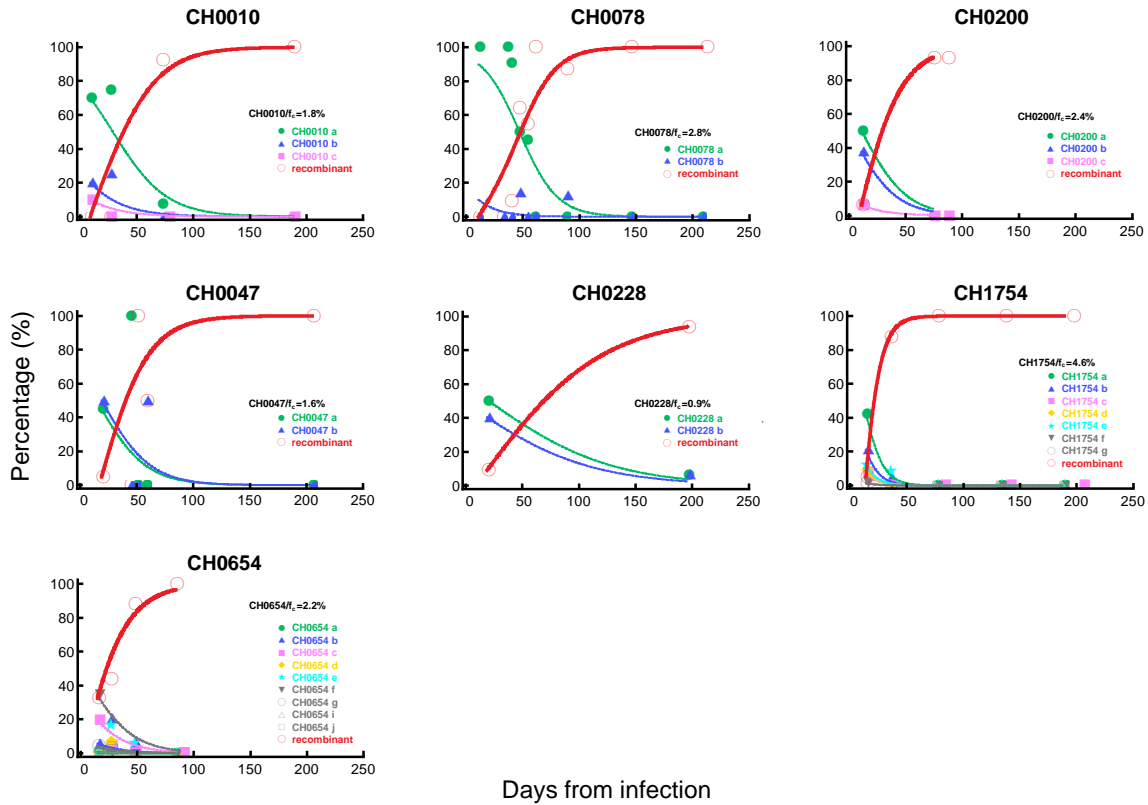 CH0010
100
80
60
40
20
0
0 50 100 150 200 250
CH0010/fc=1.8%
CH0010 a
CH0010 b
CH0010 c
recombinant
CH0078
100
80
60
40
20
0
0 50 100 150 200 250
CH0078/fc=2.8%
CH0078 a
CH0078 b
recombinant
CH0200
100
80
60
40
20
0
0 50 100 150 200 250
CH0200/fc=2.4%
CH0200 a
CH0200 b
CH0200 c
recombinant
Percentage (%)
CH0047
100
80
60
40
20
0
0 50 100 150 200 250
CH0047/fc=1.6%
CH0047 a
CH0047 b
recombinant
CH0228
100
80
60
40
20
0
0 50 100 150 200 250
CH0228/fc=0.9%
CH0228 a
CH0228 b
recombinant
CH1754
100
80
60
40
20
0
0 50 100 150 200 250
CH1754/fc=4.6%
CH1754 a
CH1754 b
CH1754 c
CH1754 d
CH1754 e
CH1754 f
CH1754 g
recombinant
CH0654
100
80
60
40
20
0
0 50 100 150 200 250
CH0654/fc=2.2%
CH0654 a
CH0654 b
CH0654 c
CH0654 d
CH0654 e
CH0654 f
CH0654 g
CH0654 i
CH0654 j
recombinant
Days from infection